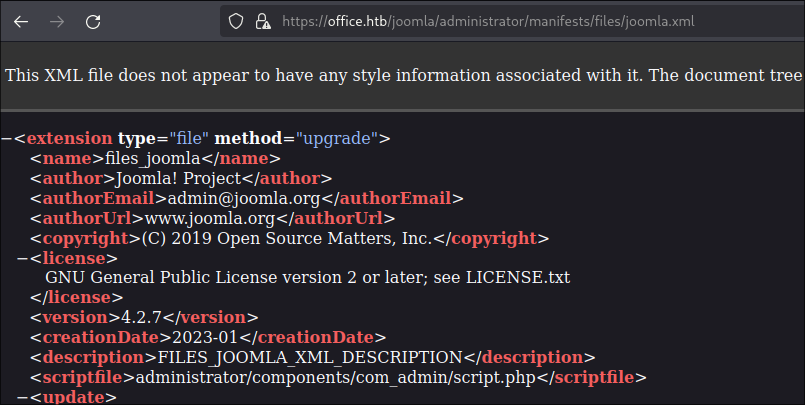 https://office.htb/joomla/administrator/manifests/files/joomla.xml
This XML file does not appear to have any style information associated with it. The document tree
−<extension type="file" method="upgrade">
<name>files_joomla</name>
<author>Joomla! Project</author>
<authorEmail>admin@joomla.org</authorEmail>
<authorUrl>www.joomla.org</authorUrl>
<copyright>(C) 2019 Open Source Matters, Inc.</copyright>
−<license>
GNU General Public License version 2 or later; see LICENSE.txt
</license>
<version>4.2.7</version>
<creationDate>2023-01</creationDate>
<description>FILES_JOOMLA_XML_DESCRIPTION</description>
<scriptfile>administrator/components/com_admin/script.php</scriptfile>
−<update>